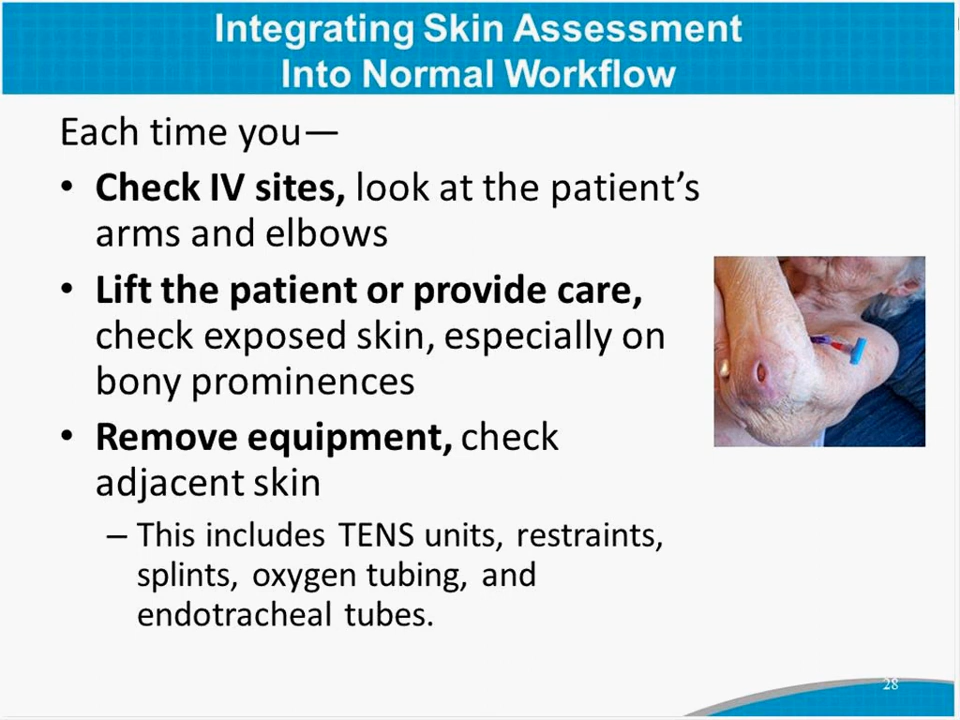 Integrating Skin Assessment
Into Normal Workflow
Each time you—
• Check IV sites, look at the patient’s
arms and elbows
• Lift the patient or provide care,
check exposed skin, especially on
bony prominences
• Remove equipment, check
adjacent skin
– This includes TENS units, restraints,
splints, oxygen tubing, and
endotracheal tubes.
28